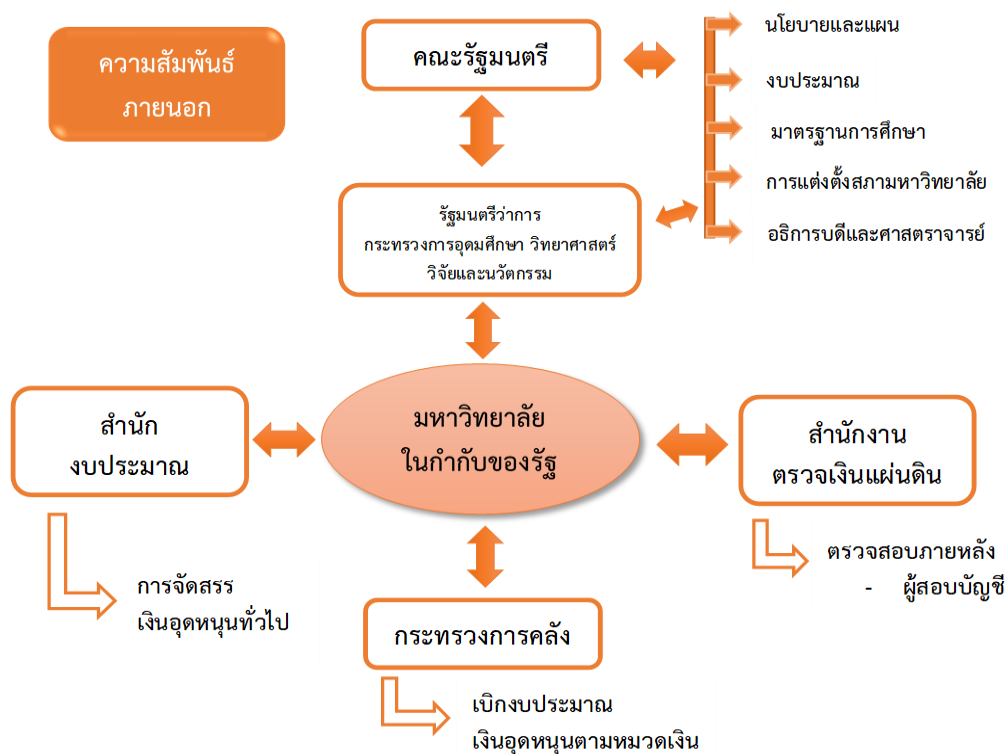 ความสัมพันธ์
ภายนอก
คณะรัฐมนตรี
นโยบายและแผน
งบประมาณ
มาตรฐานการศึกษา
การแต่งตั้งสภามหาวิทยาลัย
อธิการบดีและศาสตราจารย์
รัฐมนตรีว่าการ
กระทรวงการอุดมศึกษา วิทยาศาสตร์
วิจัยและนวัตกรรม
สำนัก
งบประมาณ
มหาวิทยาลัย
ในกำกับของรัฐ
สำนักงาน
ตรวจเงินแผ่นดิน
การจัดสรร
เงินอุดหนุนทั่วไป
ตรวจสอบภายหลัง
- ผู้สอบบัญชี
กระทรวงการคลัง
เบิกงบประมาณ
เงินอุดหนุนตามหมวดเงิน